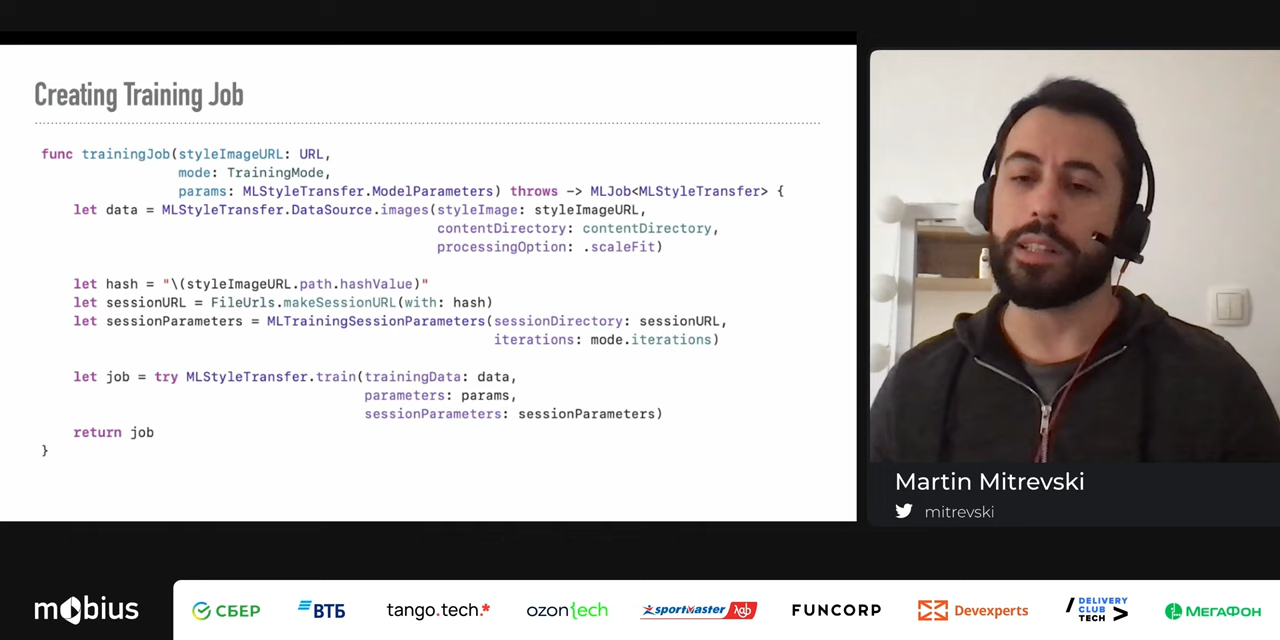 Creating Training Job
func trainingJob(styleImageURL: URL,
mode: TrainingMode,
params: MLStyleTransfer.ModelParameters) throws -> MLJob<MLStyleTransfer> {
let data = MLStyleTransfer.DataSource.images(styleImage: styleImageURL,
contentDirectory: contentDirectory,
processingOption: .scaleFit)
let hash = "\(styleImageURL.path.hashValue)"
let sessionURL = FileUrls.makeSessionURL(with: hash)
let sessionParameters = MLTrainingSessionParameters(sessionDirectory: sessionURL,
iterations: mode.iterations)
let job = try MLStyleTransfer.train(trainingData: data,
parameters: params,
sessionParameters: sessionParameters)
return job
}
Martin Mitrevski
mitrevski
mobius
СБЕР
ВТБ
tango.tech.*
ozon{tech
sportmaster lab
FUNCORP
Devexperts
/ DELIVERY
CLUB
TECH >
МЕГАФОН